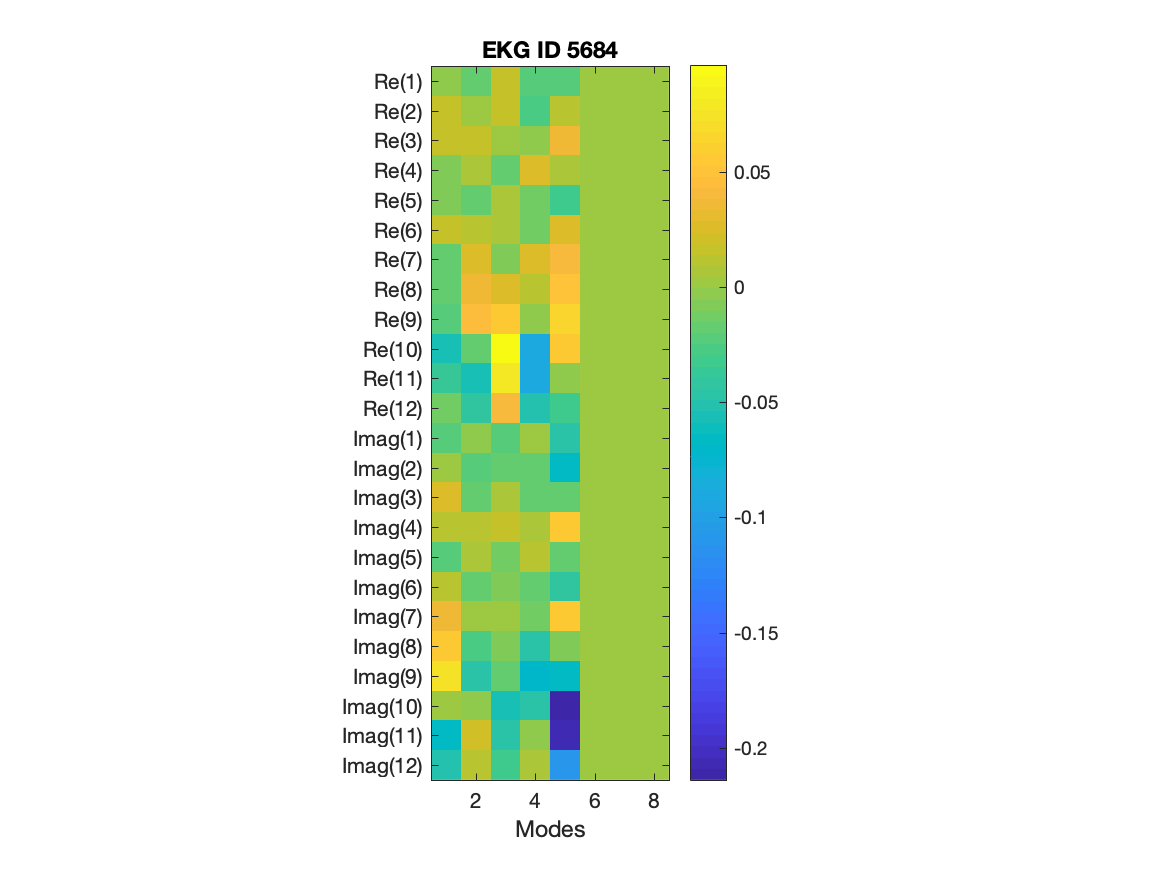 EKG ID 5684
Re(1)
Re(2)
Re(3)
Re(4)
Re(5)
Re(6)
Re(7)
Re(8)
Re(9)
Re(10)
Re(11)
Re(12)
Imag(1)
Imag(2)
Imag(3)
Imag(4)
Imag(5)
Imag(6)
Imag(7)
Imag(8)
Imag(9)
Imag(10)
Imag(11)
Imag(12)
2 4 6 8
Modes
0.05
0
-0.05
-0.1
-0.15
-0.2